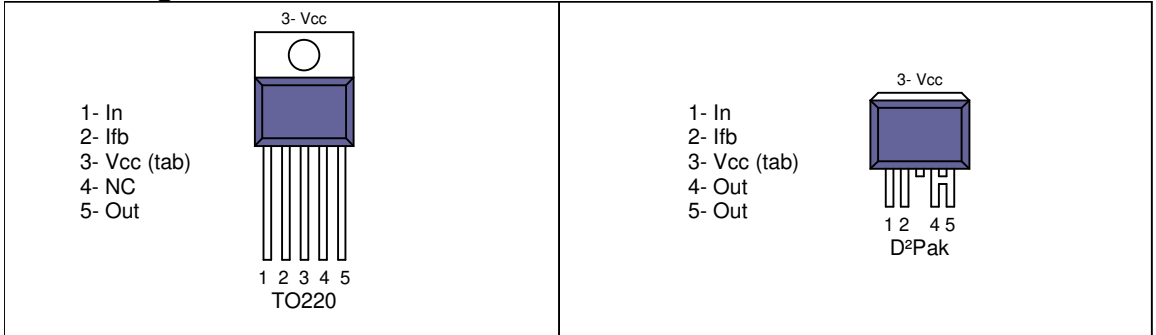 3- Vcc
1- In
2- Ifb
3- Vcc (tab)
4- NC
5- Out
1 2 3 4 5
TO220
3- Vcc
1- In
2- Ifb
3- Vcc (tab)
4- Out
5- Out
1 2 4 5
D²Pak